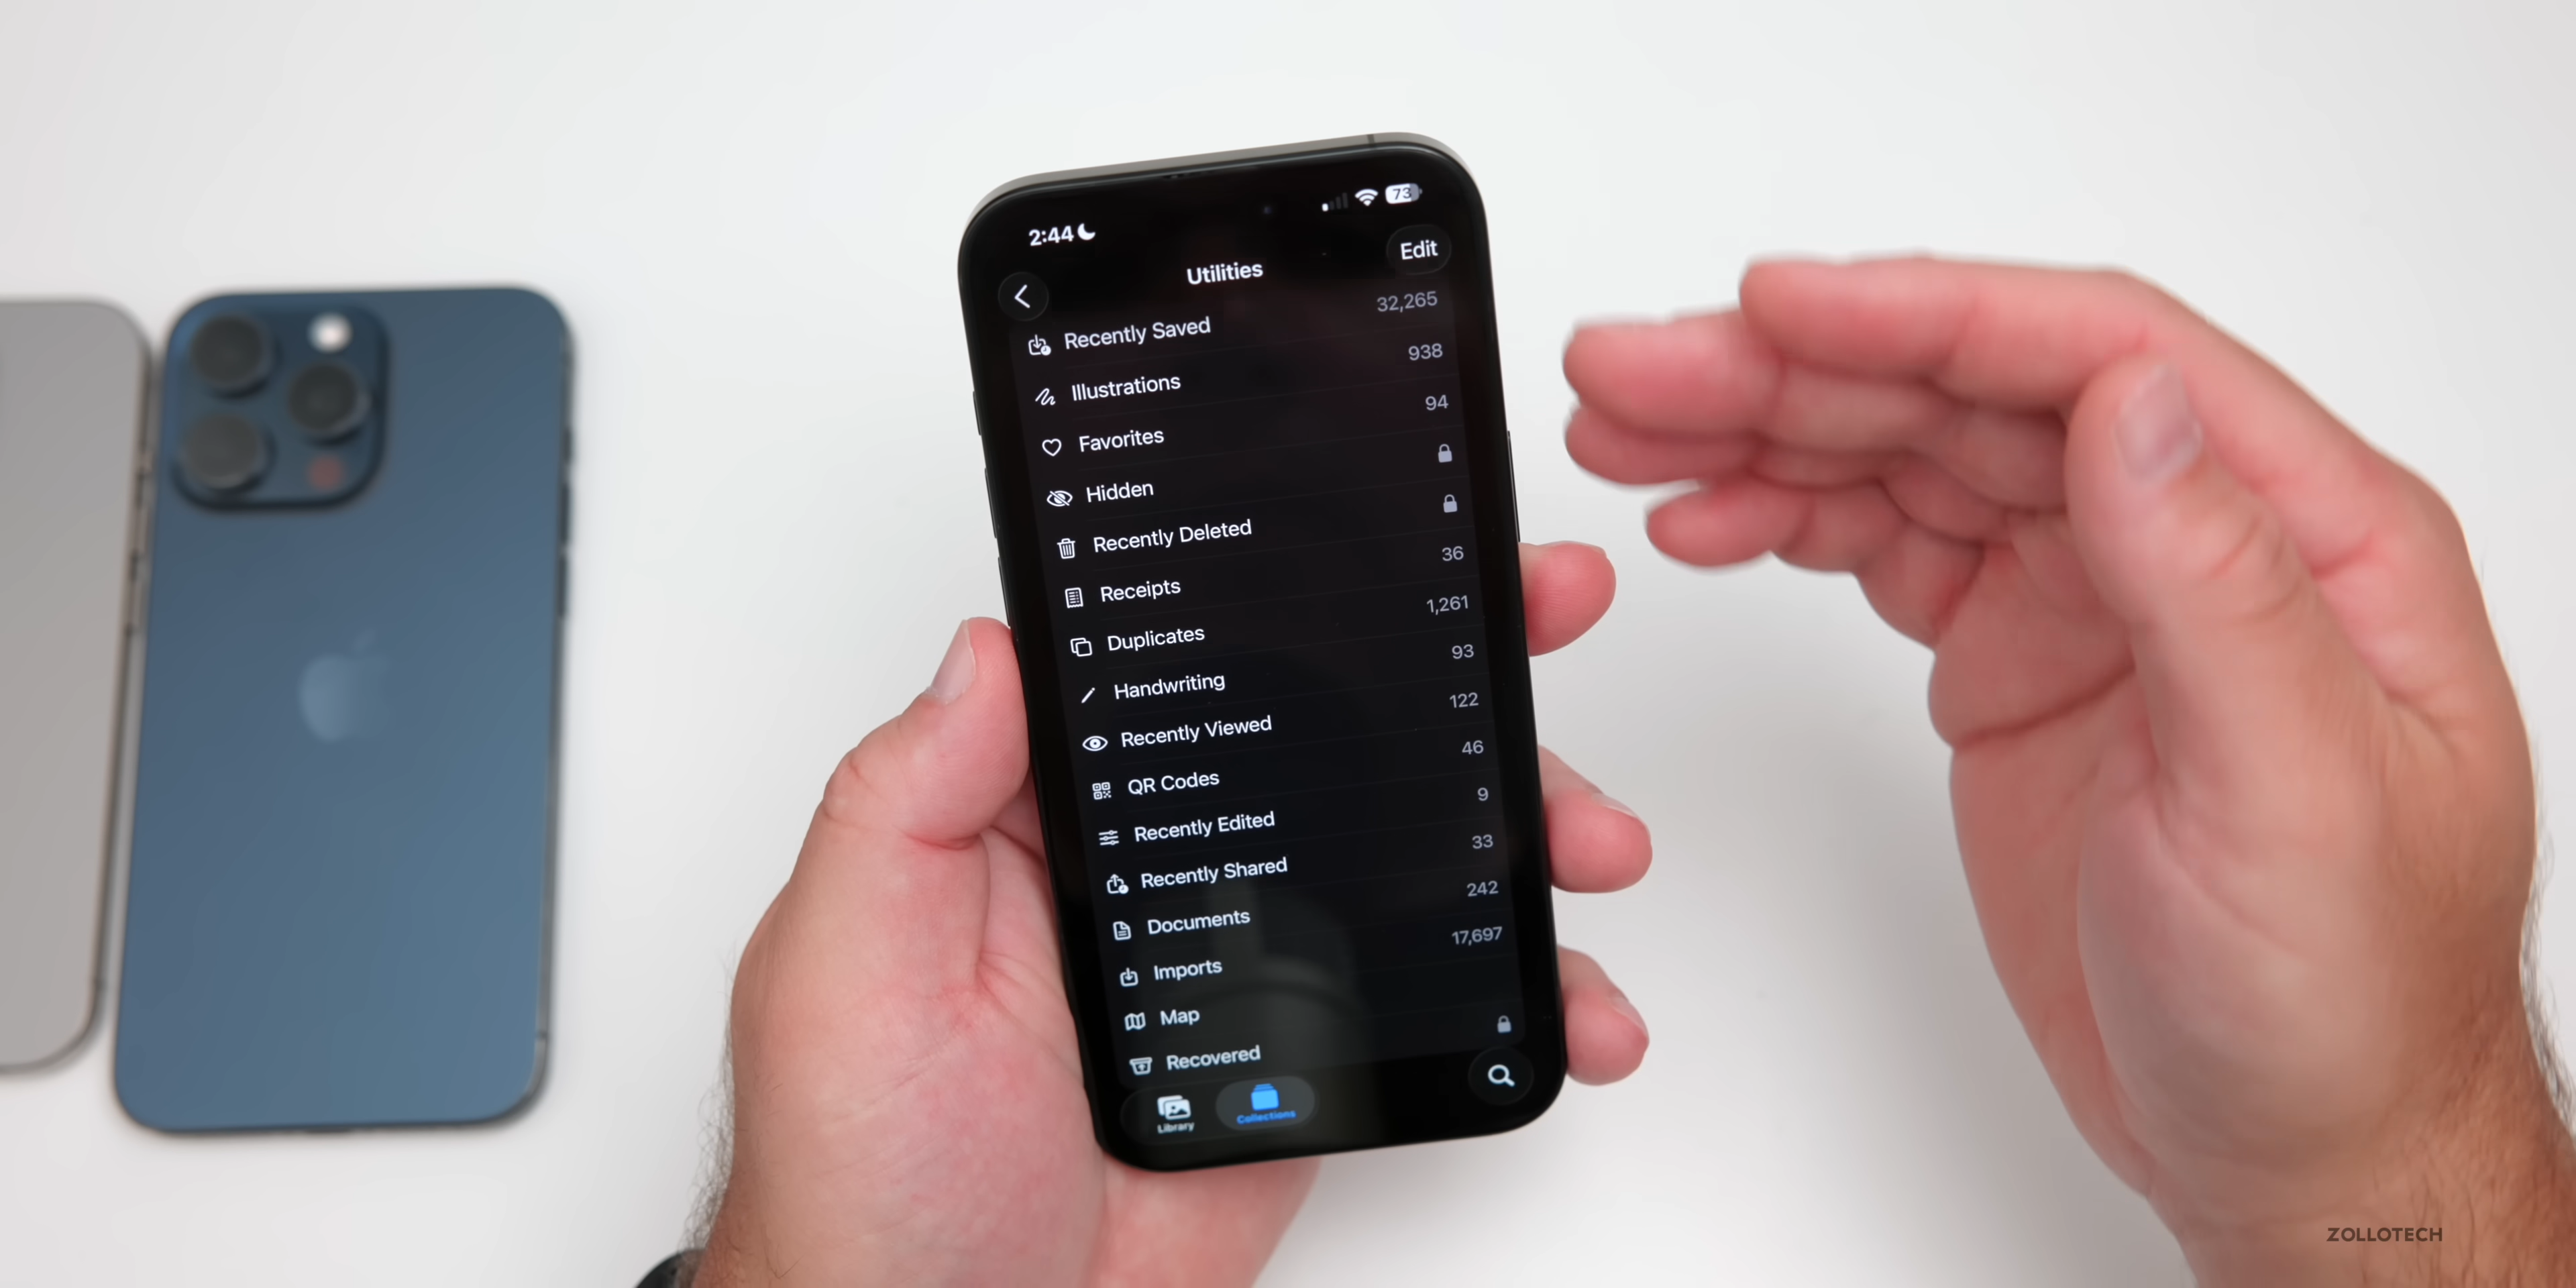 2:44
73
Edit
Utilities
Recently Saved 32,265
Illustrations 938
Favorites 94
Hidden
Recently Deleted
Receipts 36
Duplicates 1,261
Handwriting 93
Recently Viewed 122
QR Codes 46
Recently Edited 9
Recently Shared 33
Documents 242
Imports 17,697
Map
Recovered
Library
Collections
ZOLLOTECH